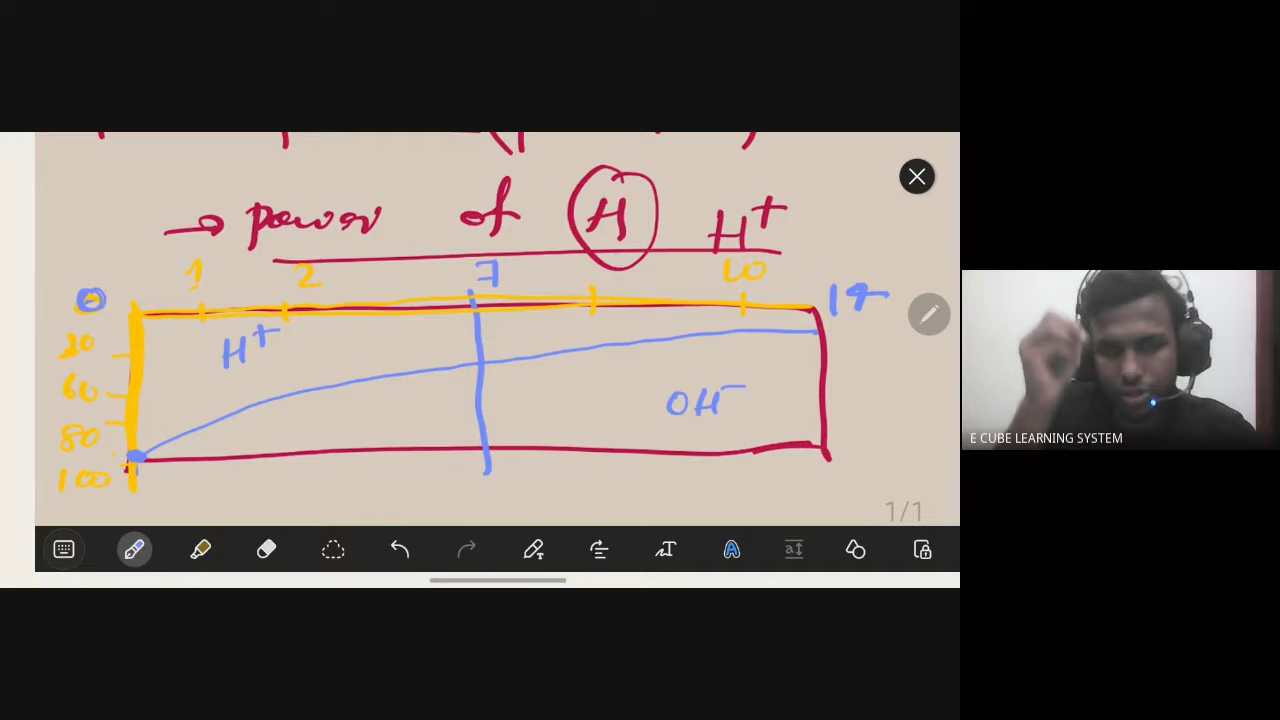 → power of H H+
1 2 7 10
0 14
20 H+
60 OH-
80
100
1/1
E CUBE LEARNING SYSTEM